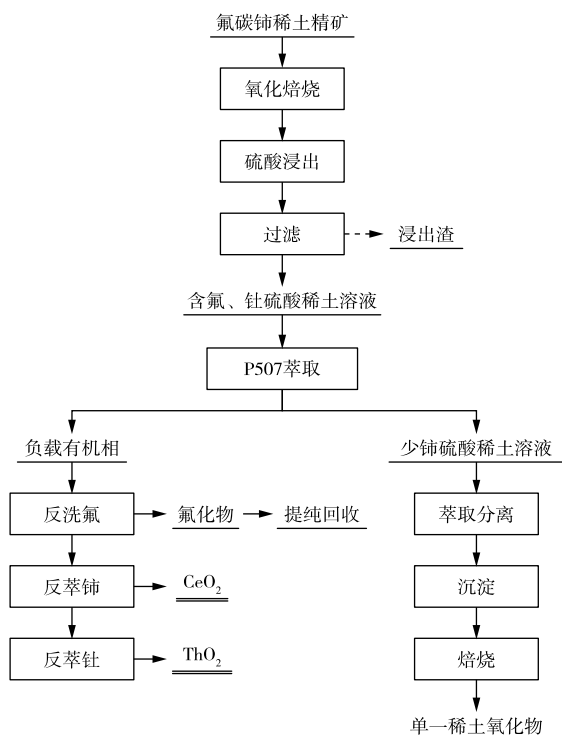 氟碳铈稀土精矿
氧化焙烧
硫酸浸出
过滤
浸出渣
含氟、钍硫酸稀土溶液
P507萃取
负载有机相
少铈硫酸稀土溶液
反洗氟
氟化物
提纯回收
萃取分离
反萃铈
CeO₂
沉淀
反萃钍
ThO₂
焙烧
单一稀土氧化物